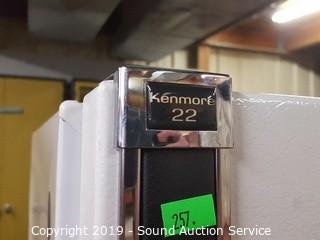 Kenmore
22
257.
Copyright 2019 - Sound Auction Service